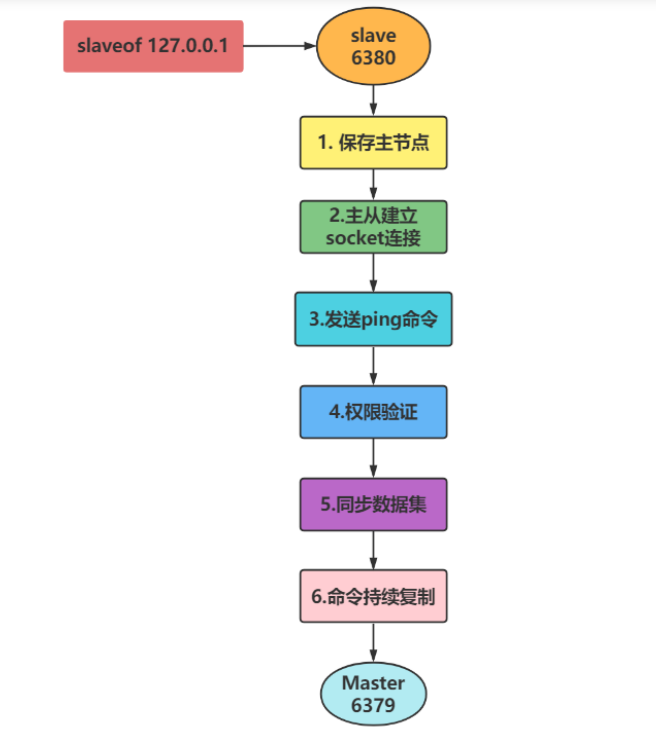 slaveof 127.0.0.1
slave
6380
1. 保存主节点
2.主从建立
socket连接
3.发送ping命令
4.权限验证
5.同步数据集
6.命令持续复制
Master
6379